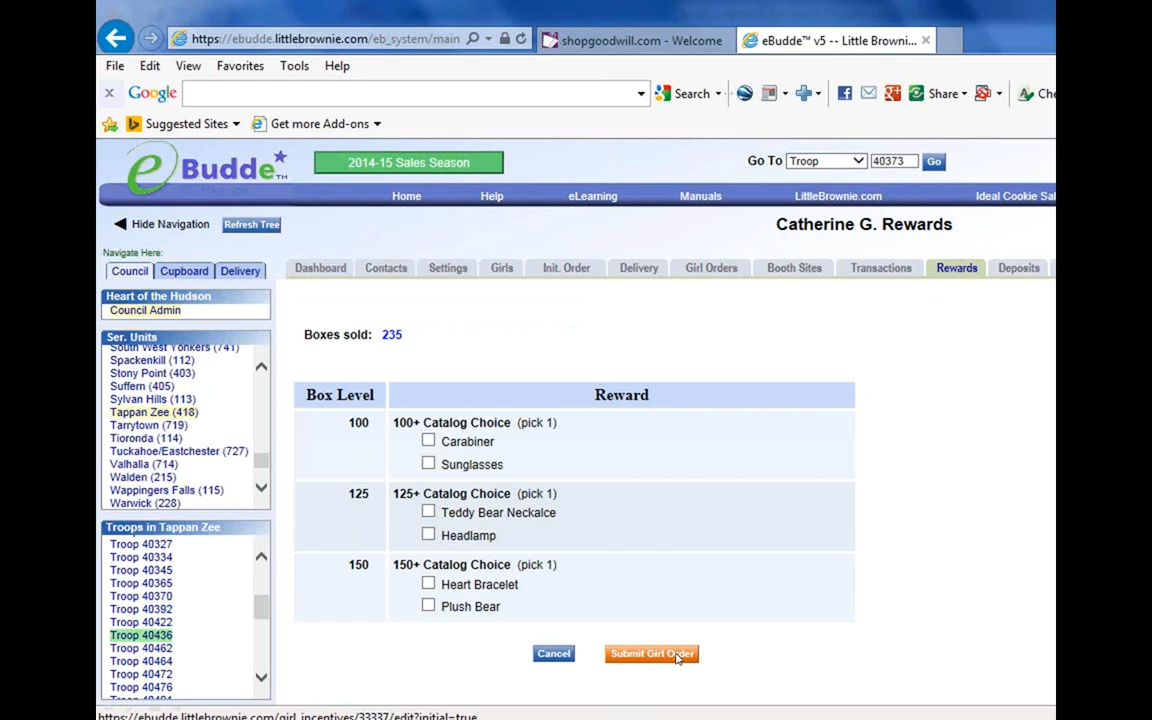 https://ebudde.littlebrownie.com/eb_system/main
shopgoodwill.com - Welcome
eBudde™ v5 -- Little Browni...
File Edit View Favorites Tools Help
x Google Search Share Che
Suggested Sites Get more Add-ons
eBudde™
2014-15 Sales Season
Go To Troop 40373 Go
Home Help eLearning Manuals LittleBrownie.com Ideal Cookie Sal
Hide Navigation Refresh Tree
Catherine G. Rewards
Navigate Here:
Council Cupboard Delivery
Dashboard Contacts Settings Girls Init. Order Delivery Girl Orders Booth Sites Transactions Rewards Deposits
Heart of the Hudson
Council Admin
Ser. Units
South West Yonkers (741)
Spackenkill (112)
Stony Point (403)
Suffern (405)
Sylvan Hills (113)
Tappan Zee (418)
Tarrytown (719)
Tioronda (114)
Tuckahoe/Eastchester (727)
Valhalla (714)
Walden (215)
Wappingers Falls (115)
Warwick (228)
Troops in Tappan Zee
Troop 40327
Troop 40334
Troop 40345
Troop 40365
Troop 40370
Troop 40392
Troop 40422
Troop 40436
Troop 40462
Troop 40464
Troop 40472
Troop 40476
Boxes sold: 235
Box Level Reward
100 100+ Catalog Choice (pick 1)
Carabiner
Sunglasses
125 125+ Catalog Choice (pick 1)
Teddy Bear Neckalce
Headlamp
150 150+ Catalog Choice (pick 1)
Heart Bracelet
Plush Bear
Cancel Submit Girl Order
https://ebudde.littlebrownie.com/girl_incentives/33337/edit?initial=true